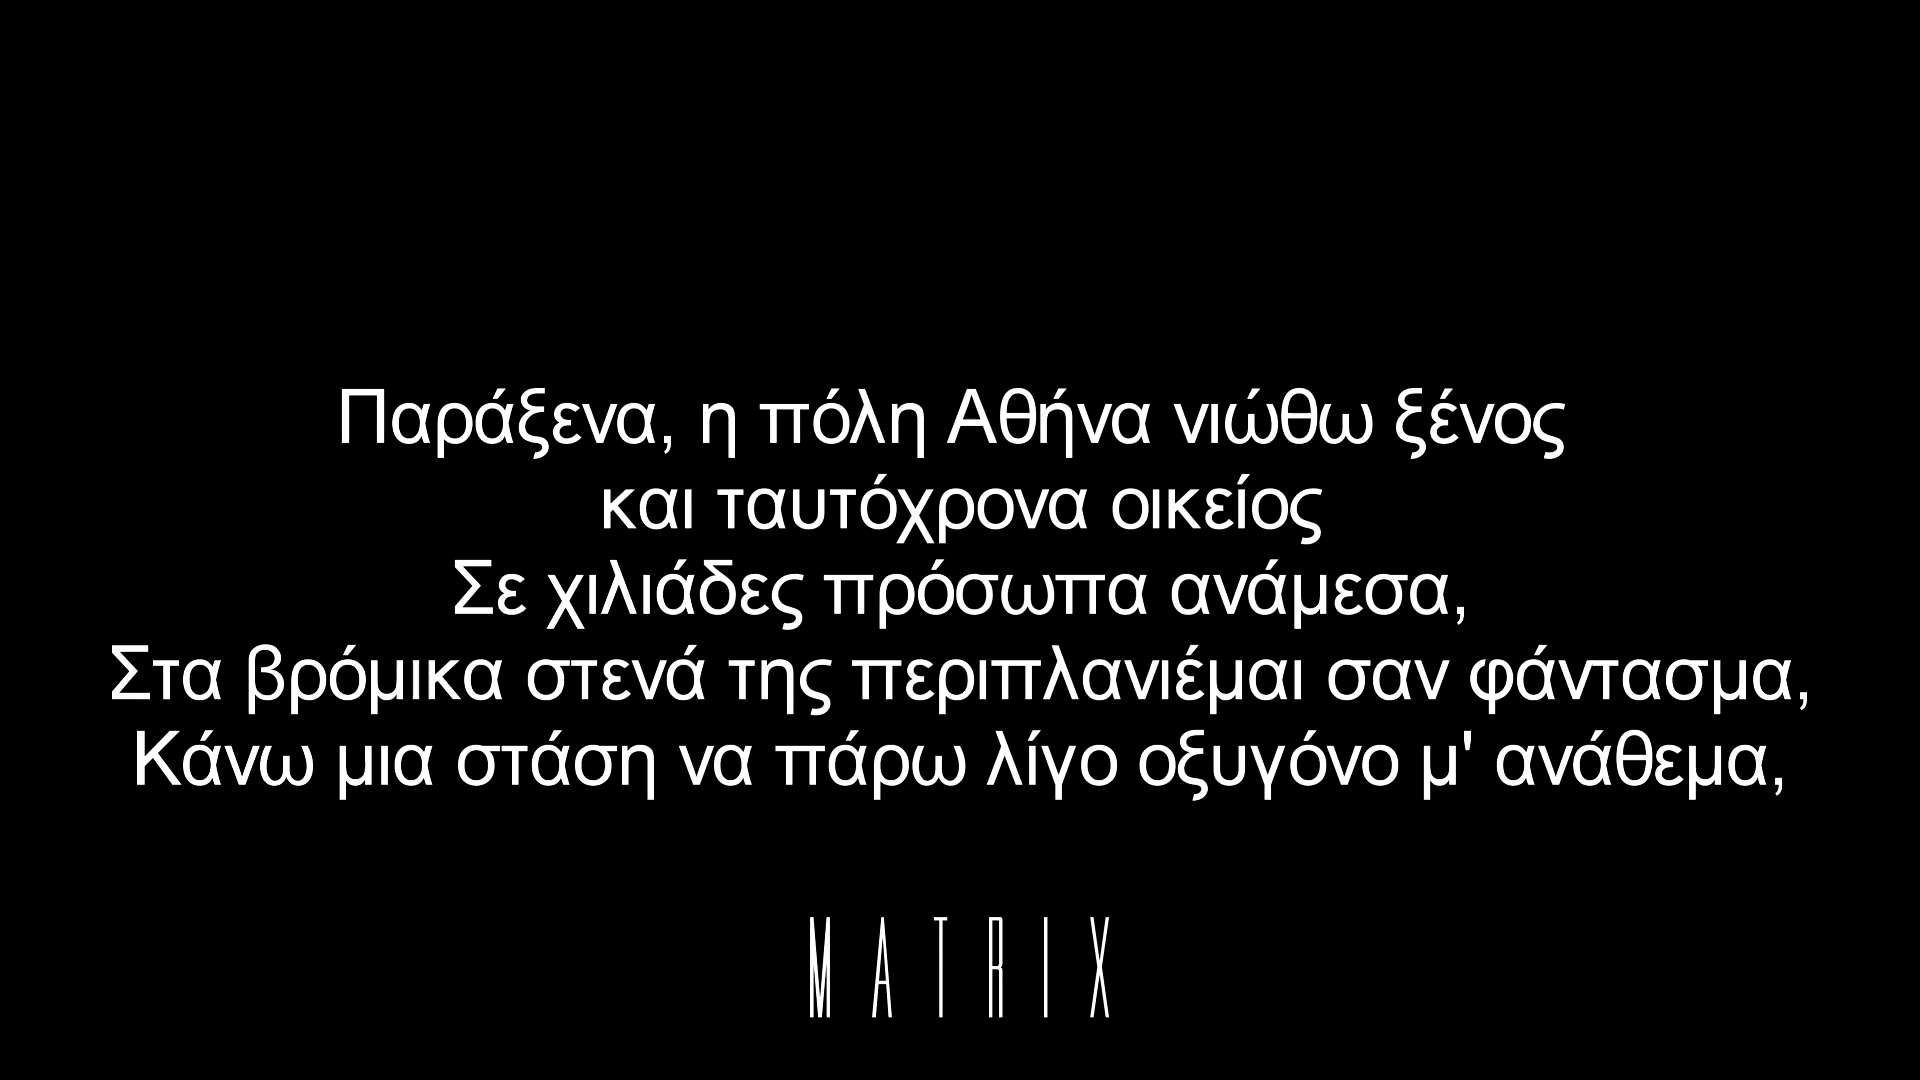 Παράξενα, η πόλη Αθήνα νιώθω ξένος
και ταυτόχρονα οικείος
Σε χιλιάδες πρόσωπα ανάμεσα,
Στα βρόμικα στενά της περιπλανιέμαι σαν φάντασμα,
Κάνω μια στάση να πάρω λίγο οξυγόνο μ' ανάθεμα,
MATRIX